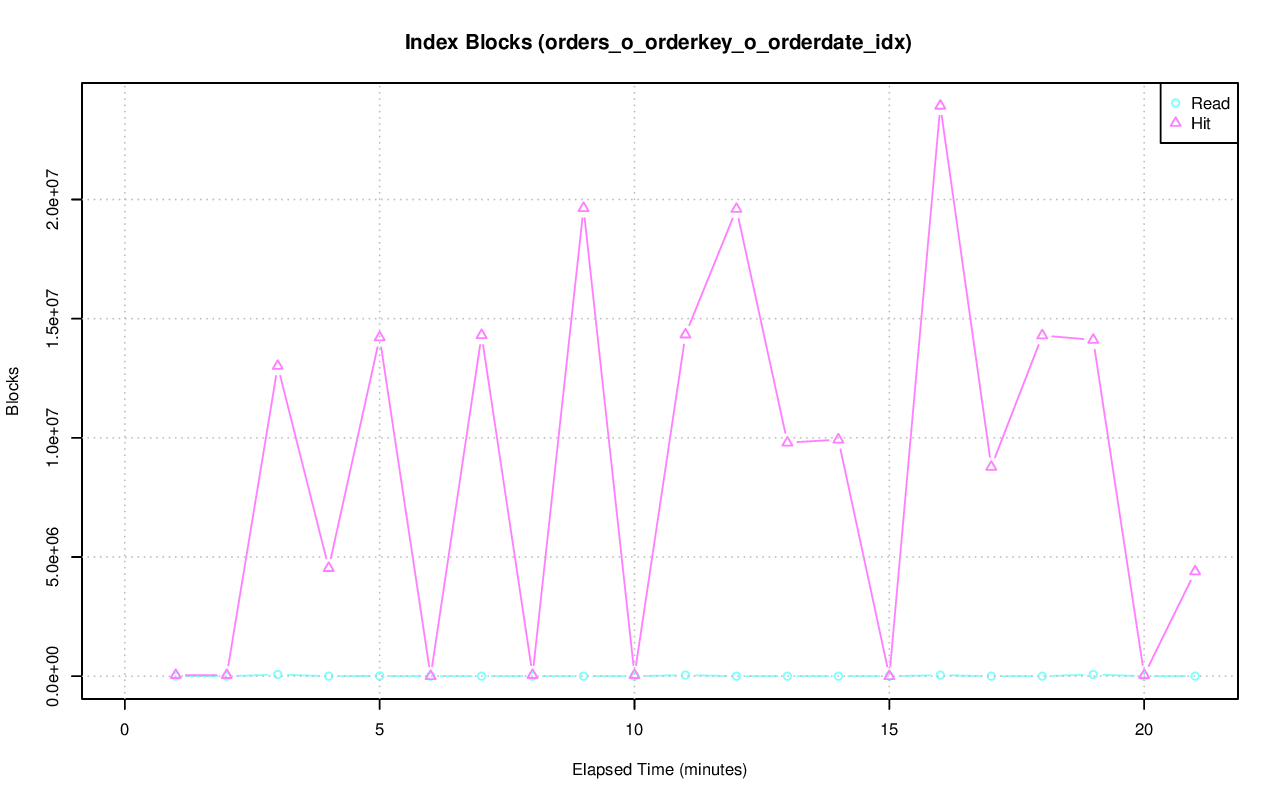 Index Blocks (orders_o_orderkey_o_orderdate_idx)
Read
Hit
2.0e+07
1.5e+07
1.0e+07
5.0e+06
0.0e+00
Blocks
0 5 10 15 20
Elapsed Time (minutes)